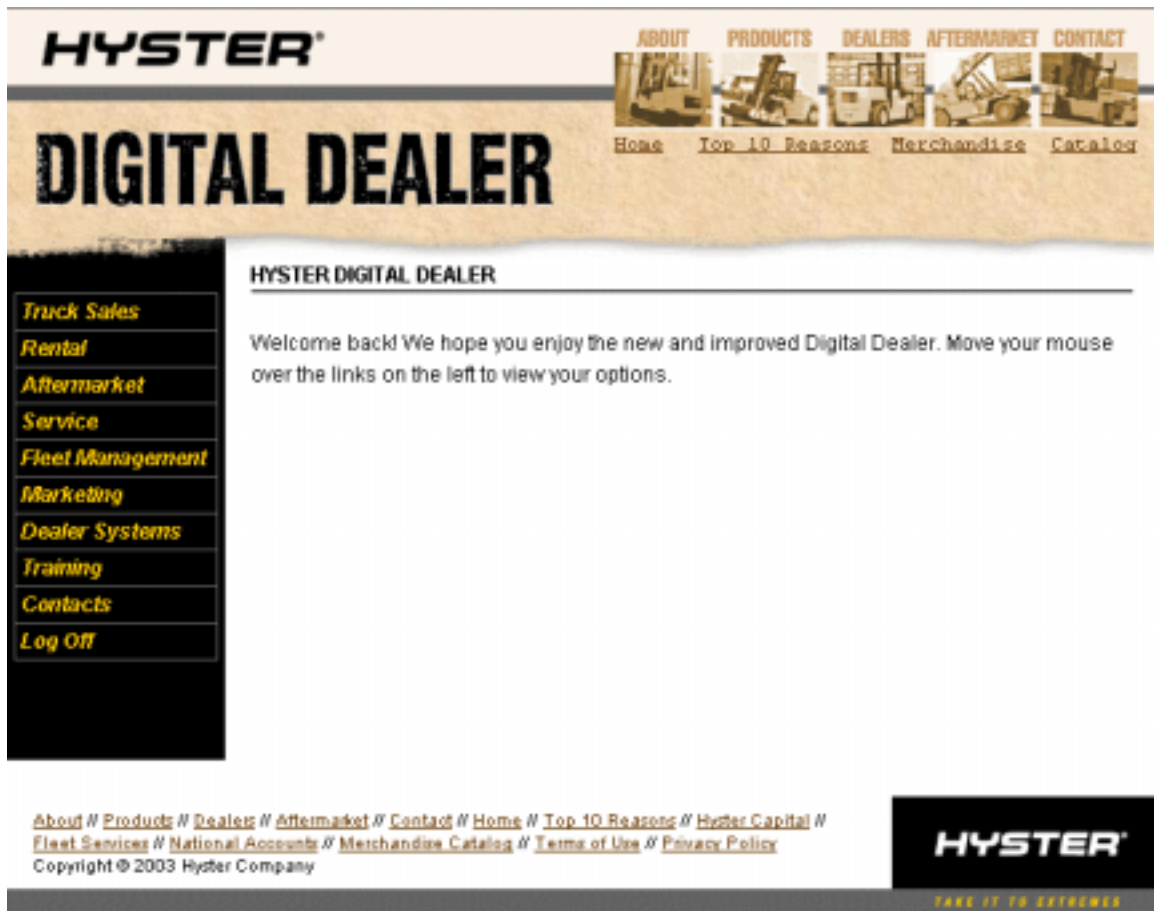 HYSTER®
ABOUT PRODUCTS DEALERS AFTERMARKET CONTACT
Home Top 10 Reasons Merchandise Catalog
DIGITAL DEALER
HYSTER DIGITAL DEALER
Welcome back! We hope you enjoy the new and improved Digital Dealer. Move your mouse
over the links on the left to view your options.
Truck Sales
Rental
Aftermarket
Service
Fleet Management
Marketing
Dealer Systems
Training
Contacts
Log Off
About // Products // Dealers // Aftermarket // Contact // Home // Top 10 Reasons // Hyster Capital //
Fleet Services // National Accounts // Merchandise Catalog // Terms of Use // Privacy Policy
Copyright © 2003 Hyster Company
HYSTER®
TAKE IT TO EXTREMES